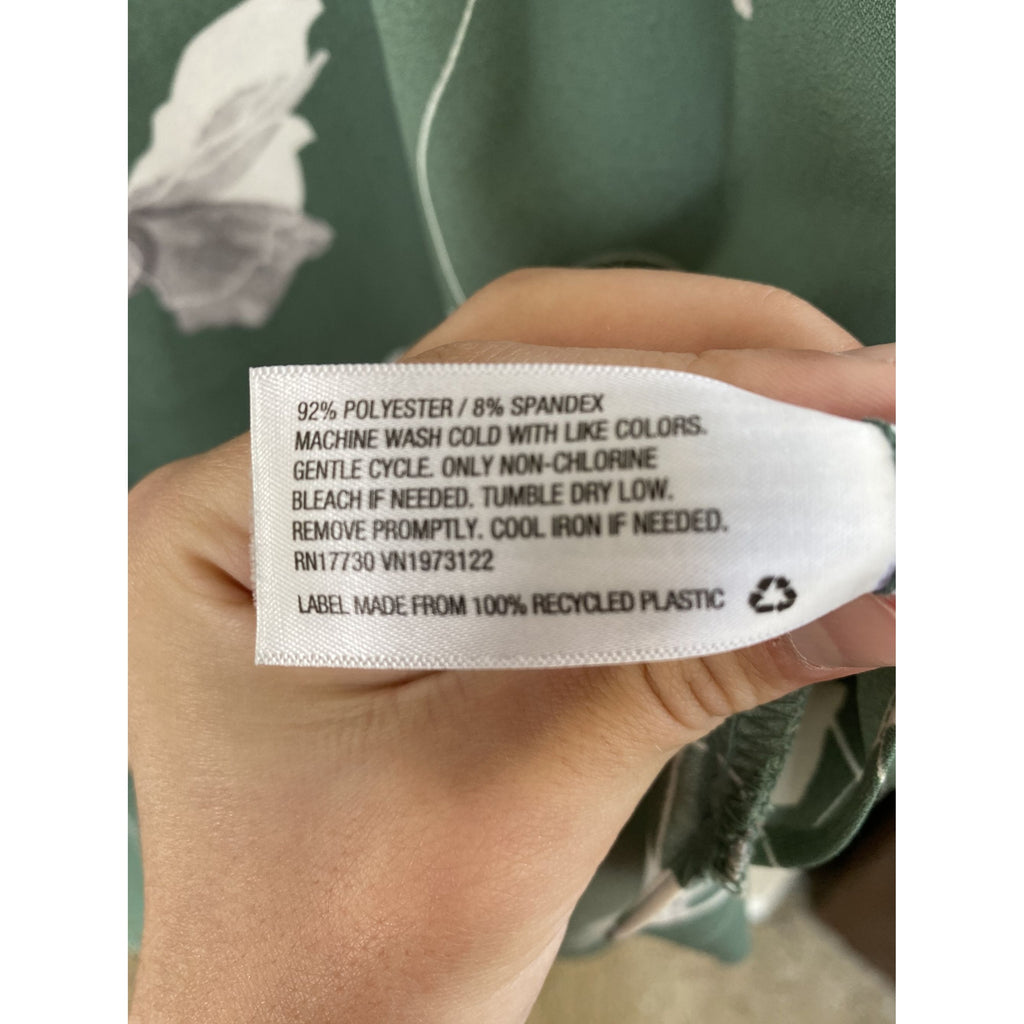 92% POLYESTER / 8% SPANDEX
MACHINE WASH COLD WITH LIKE COLORS.
GENTLE CYCLE. ONLY NON-CHLORINE
BLEACH IF NEEDED. TUMBLE DRY LOW.
REMOVE PROMPTLY. COOL IRON IF NEEDED.
RN17730 VN1973122
LABEL MADE FROM 100% RECYCLED PLASTIC